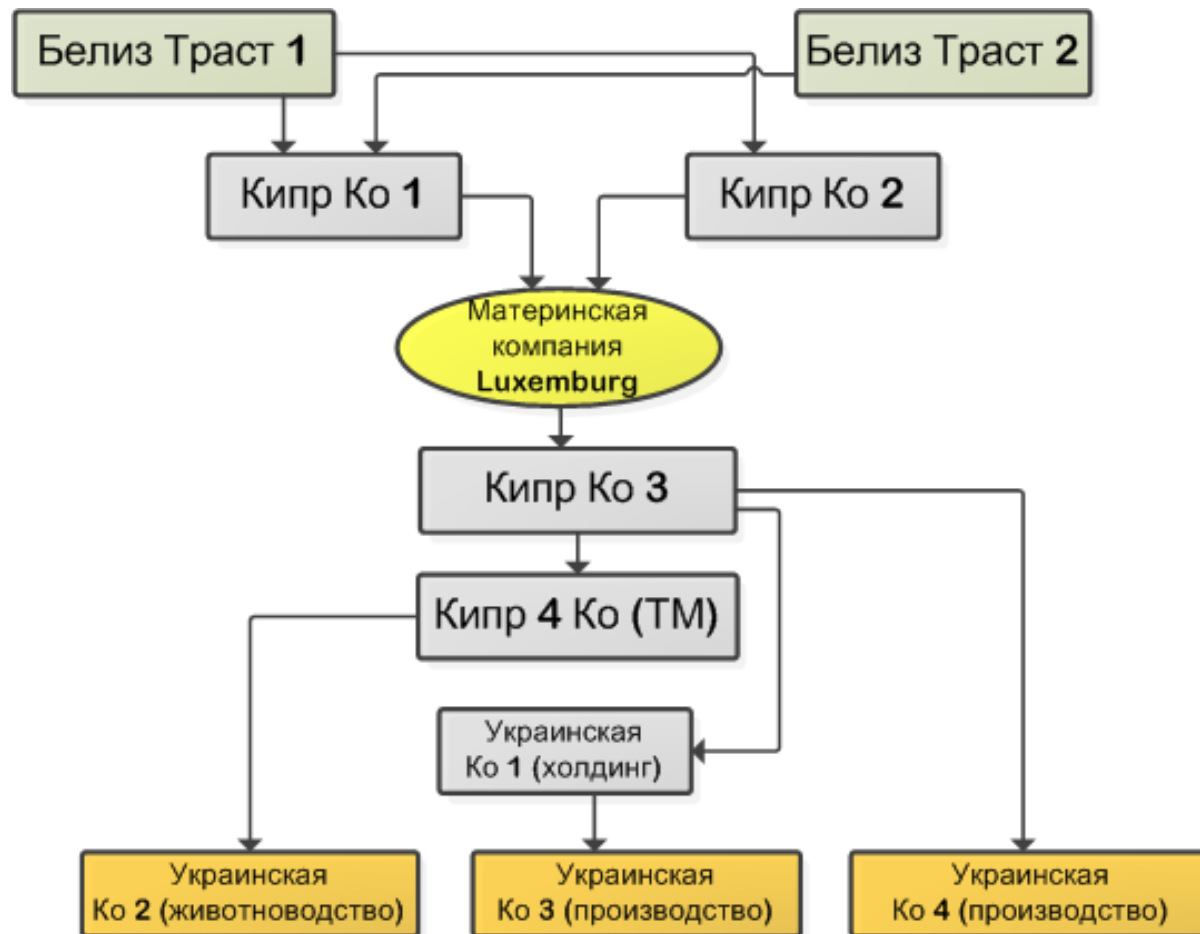 Белиз Траст 1
Белиз Траст 2
Кипр Ко 1
Кипр Ко 2
Материнская
компания
Luxemburg
Кипр Ко 3
Кипр 4 Ко (ТМ)
Украинская
Ко 1 (холдинг)
Украинская
Ко 2 (животноводство)
Украинская
Ко 3 (производство)
Украинская
Ко 4 (производство)